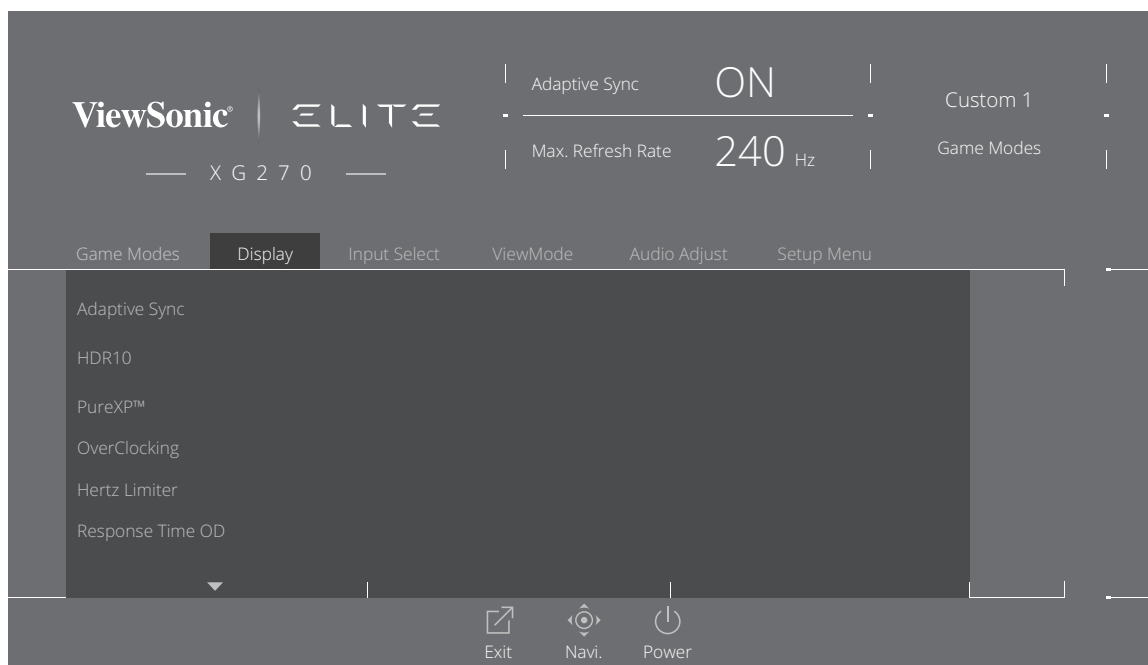 ViewSonic® ELITE
XG270
Adaptive Sync ON
Max. Refresh Rate 240 Hz
Custom 1
Game Modes
Game Modes Display Input Select ViewMode Audio Adjust Setup Menu
Adaptive Sync
HDR10
PureXP™
OverClocking
Hertz Limiter
Response Time OD
Exit Navi. Power